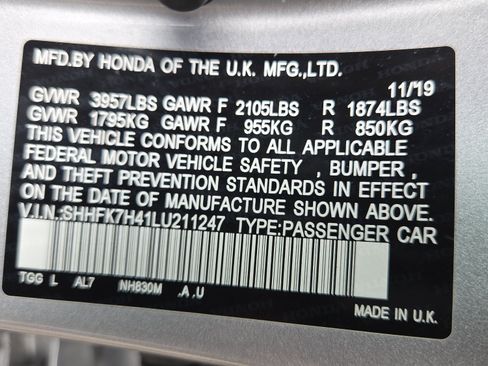 MFD.BY HONDA OF THE U.K. MFG.,LTD.
11/'19
GVWR 3957LBS GAWR F 2105LBS R 1874LBS
GVWR 1795KG GAWR F 955KG R 850KG
THIS VEHICLE CONFORMS TO ALL APPLICABLE
FEDERAL MOTOR VEHICLE SAFETY , BUMPER ,
AND THEFT PREVENTION STANDARDS IN EFFECT
ON THE DATE OF MANUFACTURE SHOWN ABOVE.
V.I.N.:SHHFK7H41LU211247 TYPE:PASSENGER CAR
TGG L AL7 NH830M .A .U
MADE IN U.K.